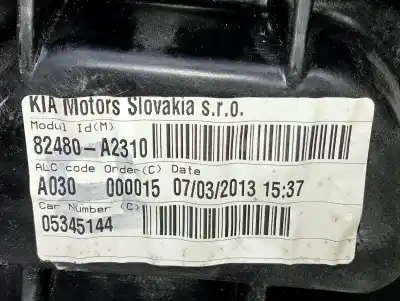 KIA Motors Slovakia s.r.o.
Modul Id(M)
82480-A2310
ALC code Order(C) Date
A030 000015 07/03/2013 15:37
Car Number (C)
05345144